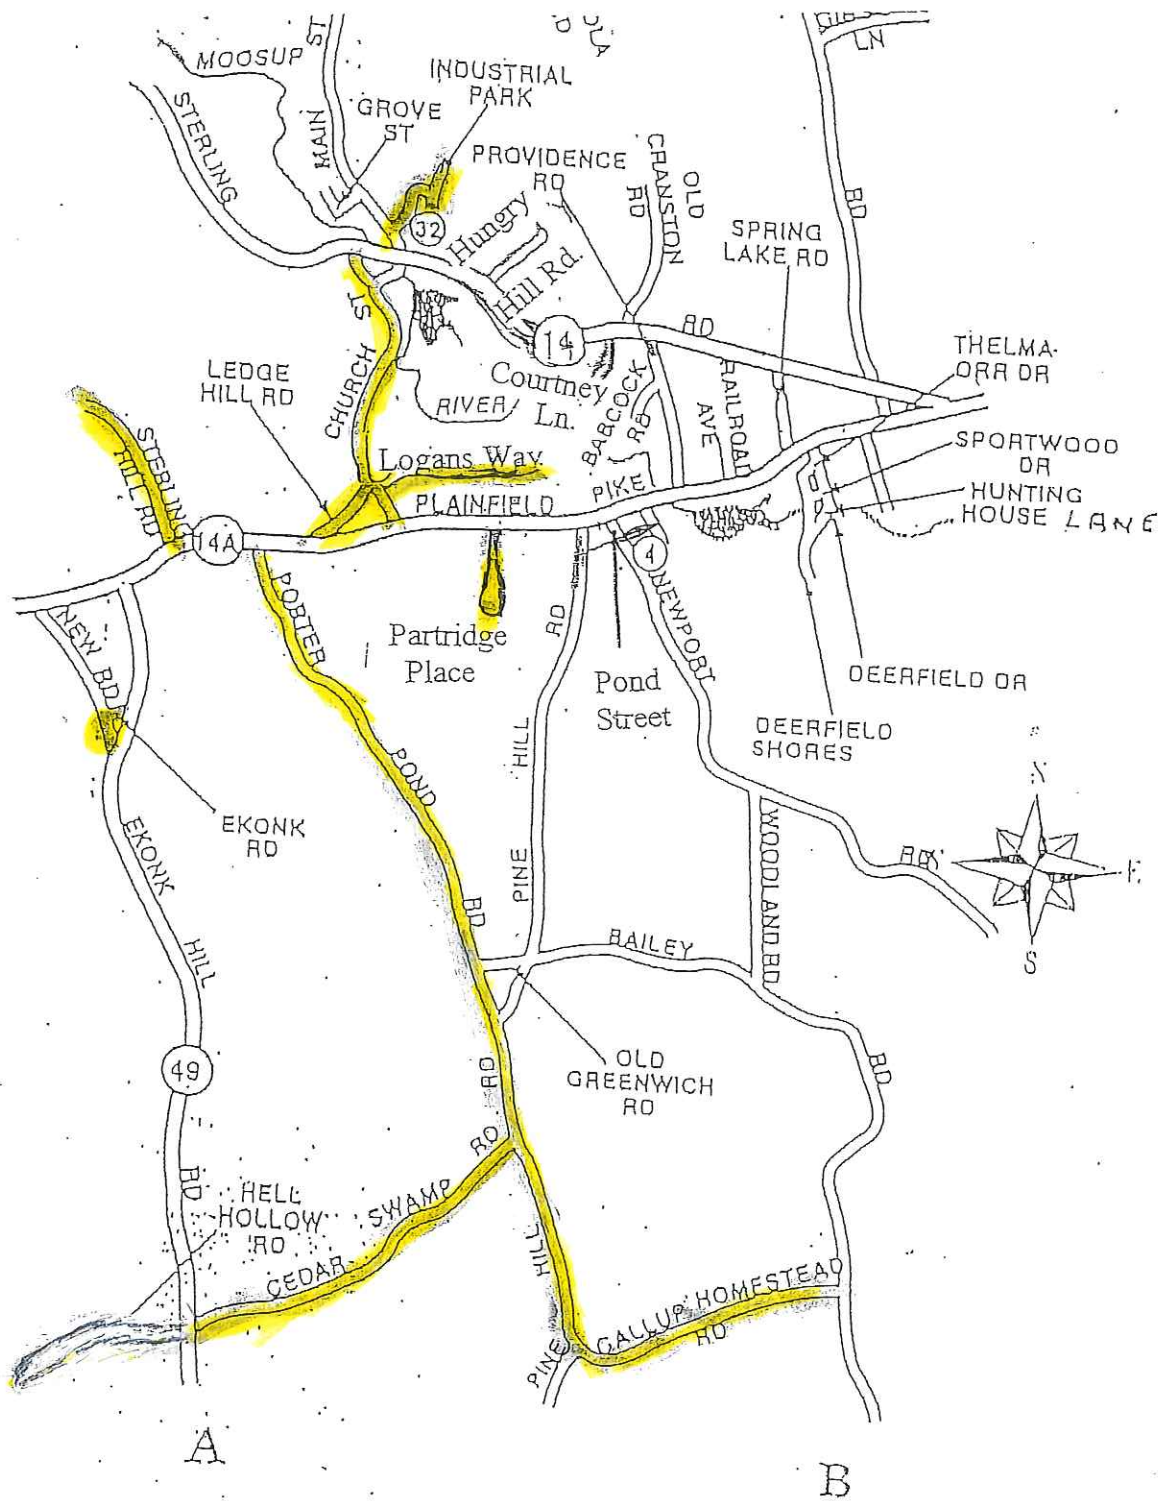 ST
MOOSUP
STERLING
MAIN
GROVE
ST
INDUSTRIAL
PARK
PROVIDENCE
RD
OLD
CRANSTON
RD
LN
RD
SPRING
LAKE RD
32
Hungry
Hill Rd.
14
RD
THELMA
ORR DR
CHURCH
ST
LEDGE
HILL RD
RIVER
Courtney
Ln.
BABCOCK
RD
RAILROAD
AVE
SPORTWOOD
DR
HUNTING
HOUSE LANE
STERLING
HILL RD
Logans Way
PLAINFIELD
PIKE
14A
4
NEWPORT
RD
NEW RD
PORTER
POND
RD
Partridge
Place
Pond
Street
DEERFIELD DR
DEERFIELD
SHORES
PINE
HILL
RD
EKONK
RD
EKONK
HILL
RD
49
WOODLAND RD
BAILEY
RD
OLD
GREENWICH
RD
N
E
S
HELL
HOLLOW
RD
CEDAR
SWAMP
RD
PINE
HILL
RD
GALLUP HOMESTEAD
RD
A
B